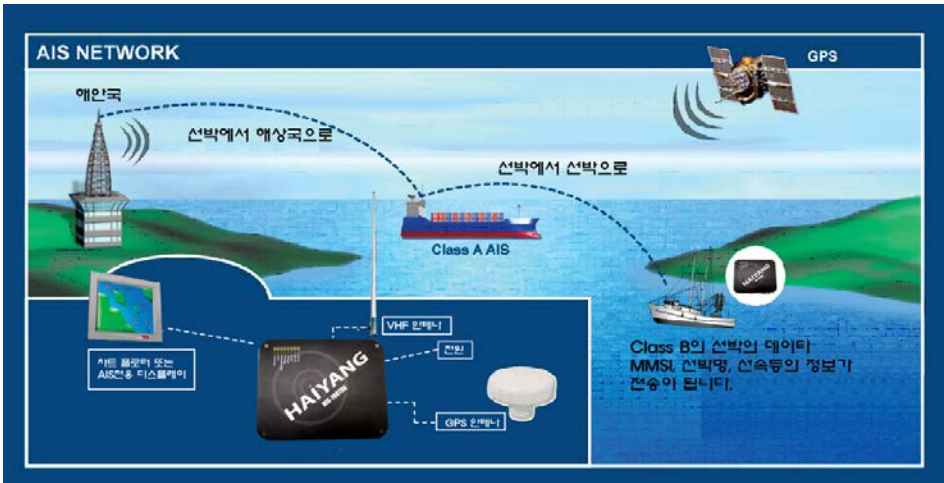 AIS NETWORK
GPS
해안국
선박에서 해상국으로
선박에서 선박으로
Class A AIS
HAIYANG
VHF 안테나
전원
차트 플로터 또는
AIS전용 디스플레이
HAIYANG
GPS 안테나
Class B인 선박의 데이타
MMSI, 선박명, 선속등의 정보가
전송이 됩니다.